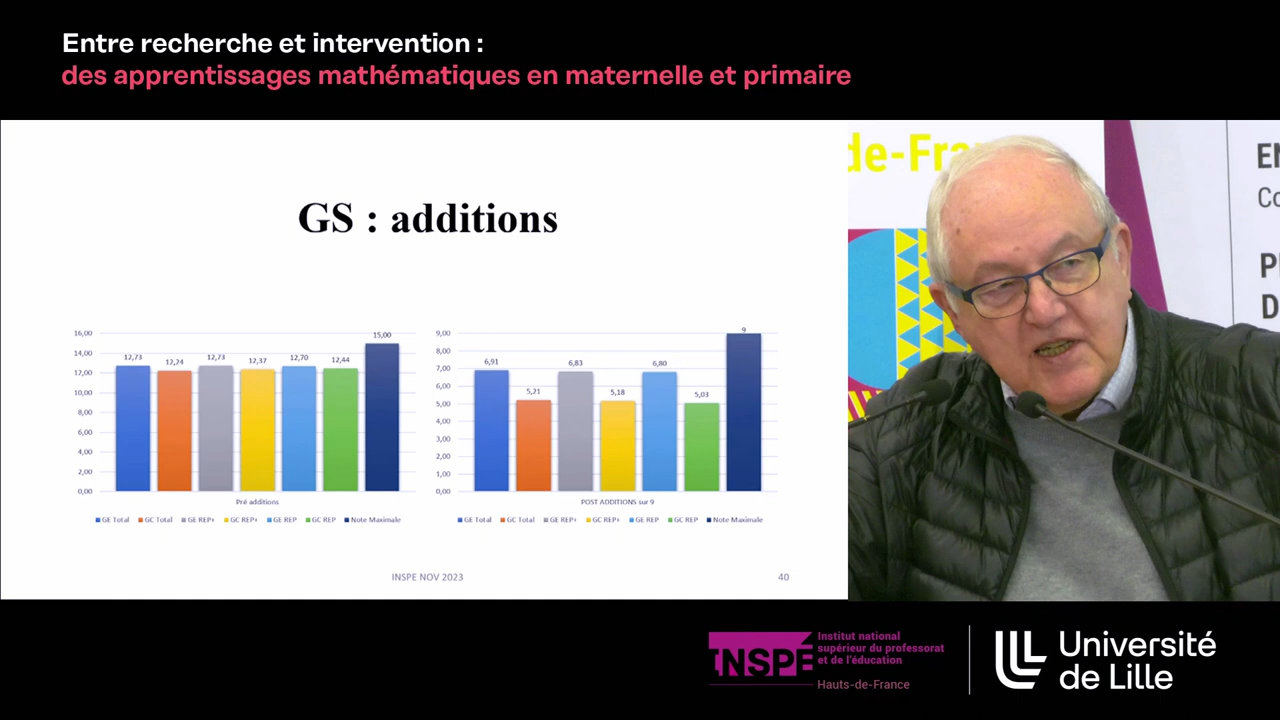 Entre recherche et intervention :
des apprentissages mathématiques en maternelle et primaire
GS : additions
16,00
14,00
12,00
10,00
8,00
6,00
4,00
2,00
0,00
12,73
12,24
12,73
12,37
12,70
12,44
15,00
Pré additions
GE Total GC Total GE REP+ GC REP+ GE REP GC REP Note Maximale
9,00
8,00
7,00
6,00
5,00
4,00
3,00
2,00
1,00
0,00
6,91
5,21
6,83
5,18
6,80
5,03
9
POST ADDITIONS sur 9
GE Total GC Total GE REP+ GC REP+ GE REP GC REP Note Maximale
INSPE NOV 2023
40
de-Fra
EN
Co
P
D
INSPÉ
Institut national
supérieur du professorat
et de l'éducation
Hauts-de-France
Université
de Lille